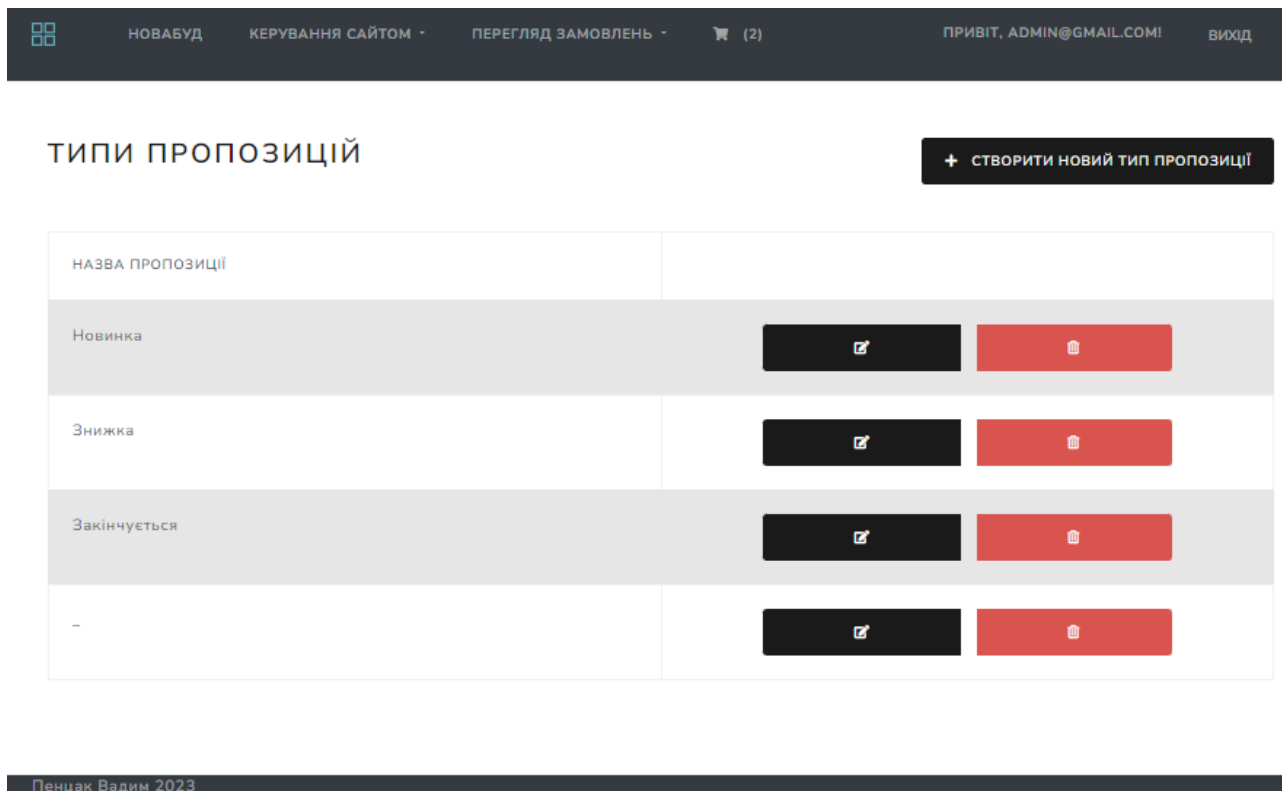 НОВАБУД КЕРУВАННЯ САЙТОМ ПЕРЕГЛЯД ЗАМОВЛЕНЬ (2) ПРИВІТ, ADMIN@GMAIL.COM! ВИХІД
ТИПИ ПРОПОЗИЦІЙ
+ СТВОРИТИ НОВИЙ ТИП ПРОПОЗИЦІЇ
НАЗВА ПРОПОЗИЦІЇ
Новинка
Знижка
Закінчується
–
Пенцак Вадим 2023